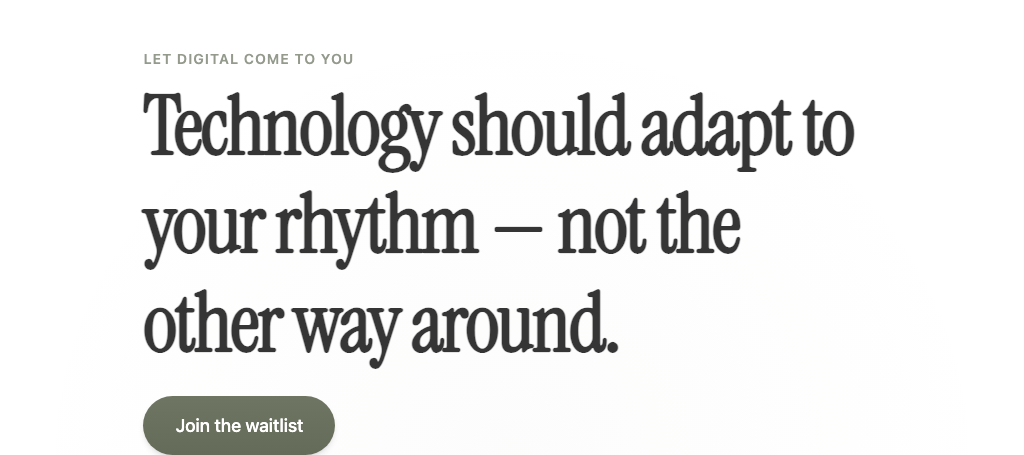 LET DIGITAL COME TO YOU
Technology should adapt to
your rhythm — not the
other way around.
Join the waitlist